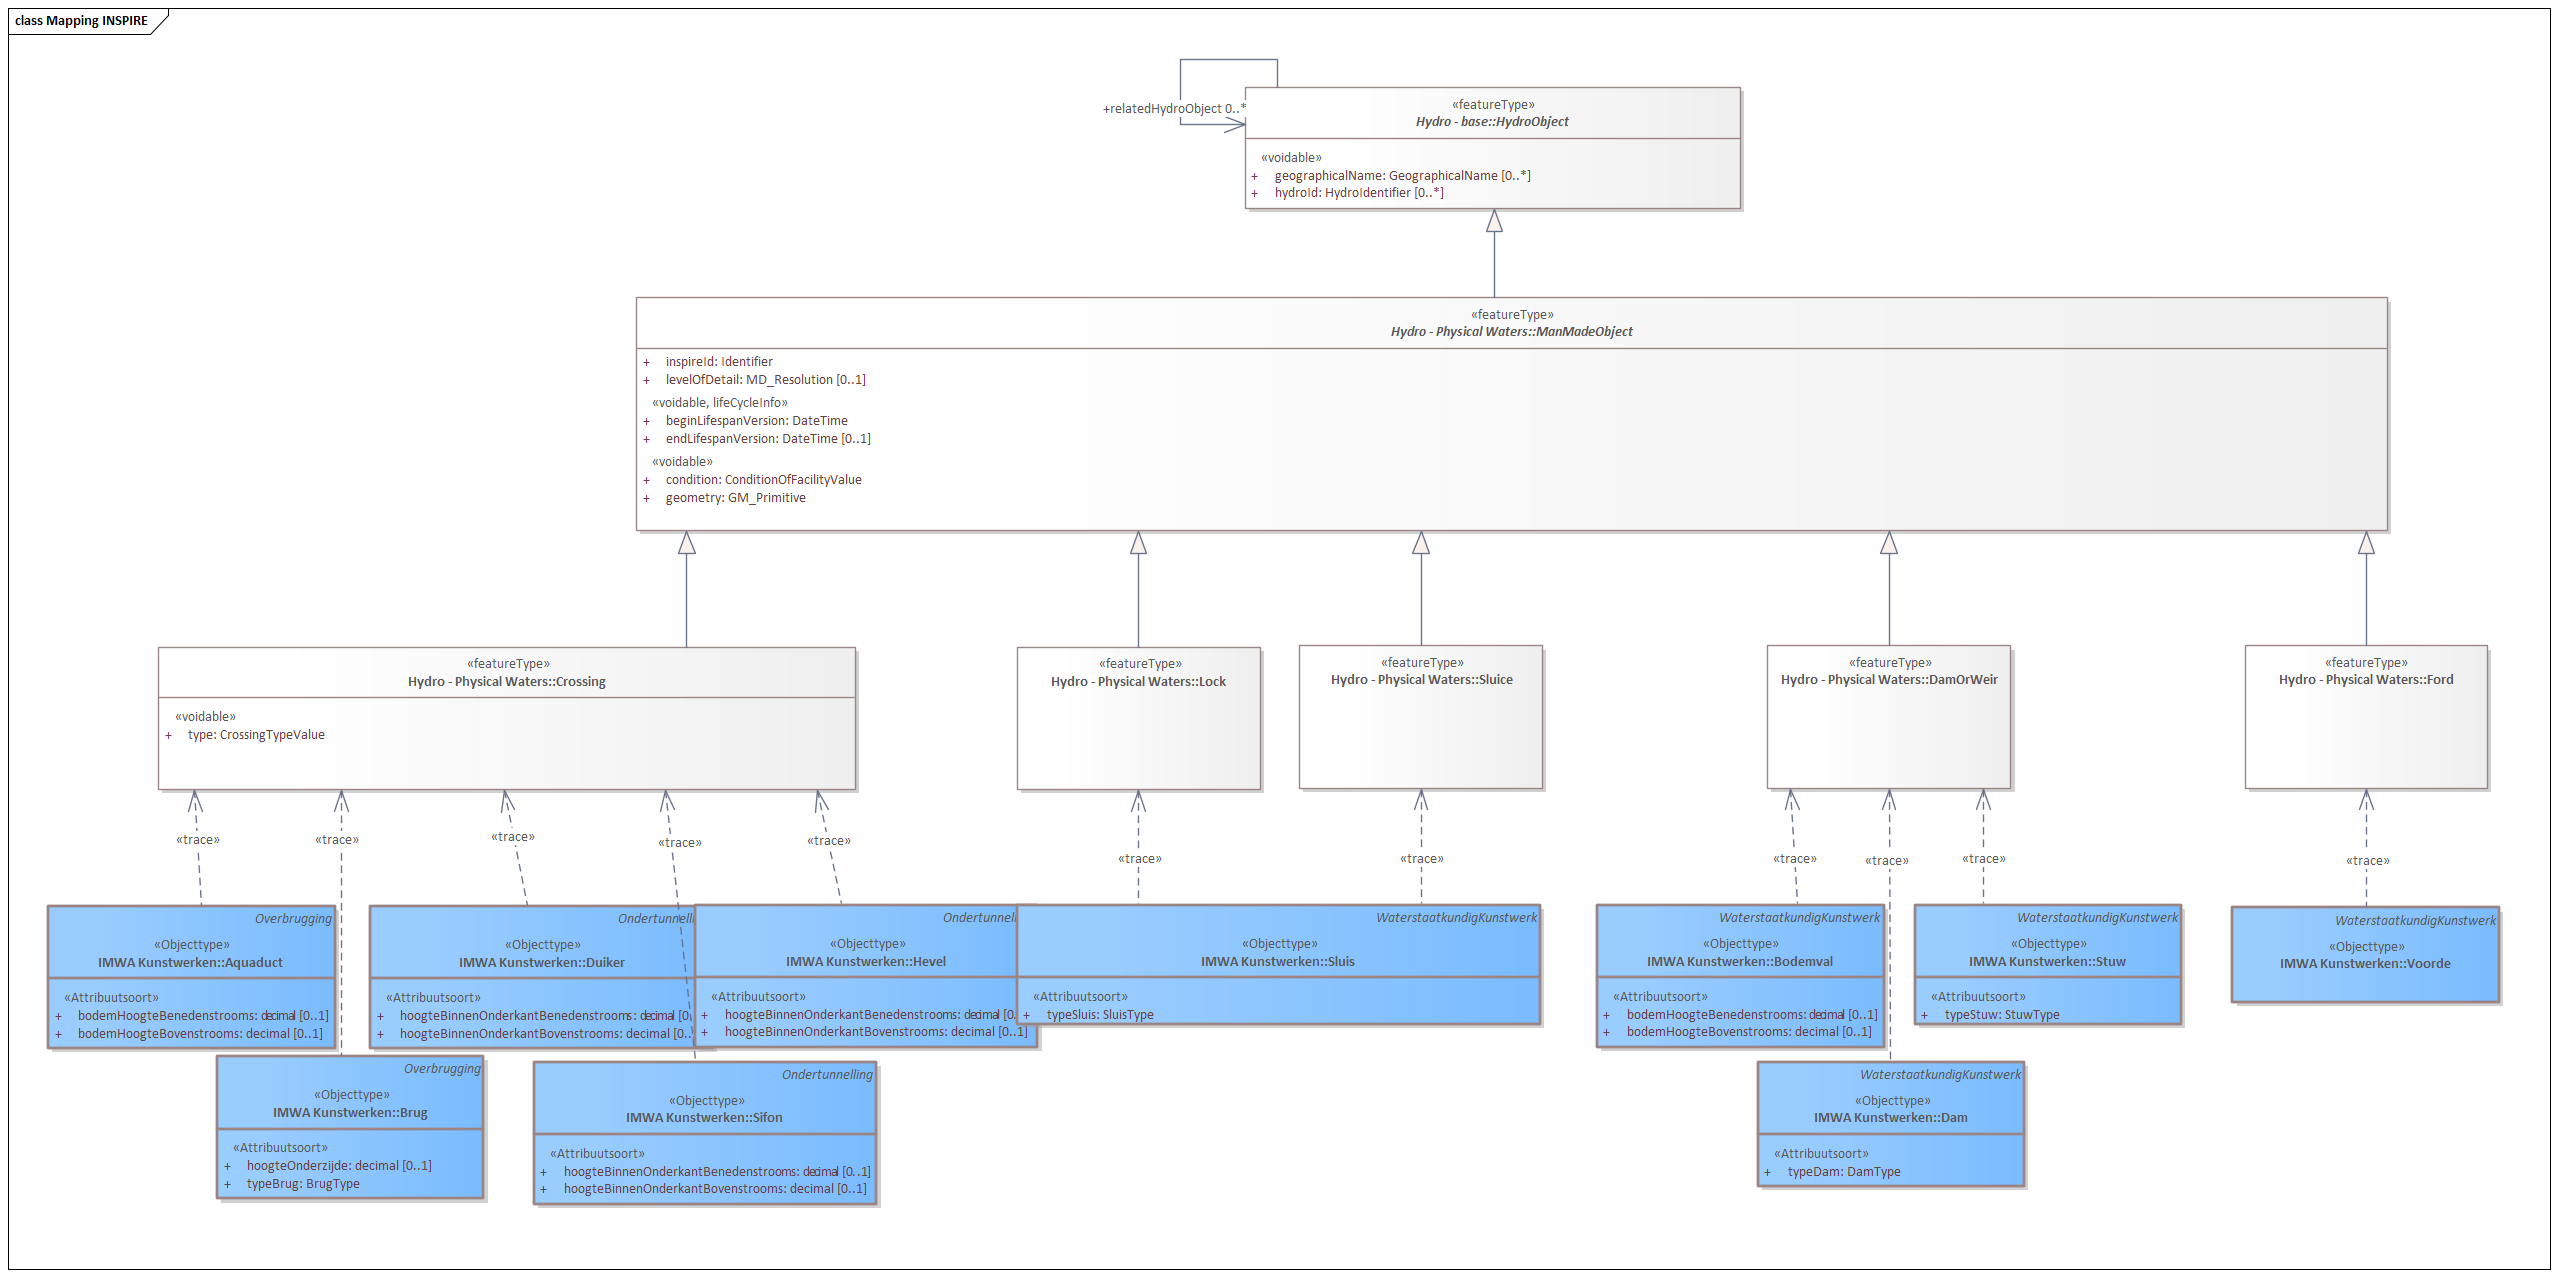 class Mapping INSPIRE
+relatedHydroObject 0..*
«featureType»
Hydro - base::HydroObject
«voidable»
+ geographicalName: GeographicalName [0..*]
+ hydroId: HydroIdentifier [0..*]
«featureType»
Hydro - Physical Waters::ManMadeObject
+ inspireId: Identifier
+ levelOfDetail: MD_Resolution [0..1]
«voidable, lifeCycleInfo»
+ beginLifespanVersion: DateTime
+ endLifespanVersion: DateTime [0..1]
«voidable»
+ condition: ConditionOfFacilityValue
+ geometry: GM_Primitive
«featureType»
Hydro - Physical Waters::Crossing
«voidable»
+ type: CrossingTypeValue
«featureType»
Hydro - Physical Waters::Lock
«featureType»
Hydro - Physical Waters::Sluice
«featureType»
Hydro - Physical Waters::DamOrWeir
«featureType»
Hydro - Physical Waters::Ford
«trace»
«trace»
«trace»
«trace»
«trace»
«trace»
«trace»
«trace»
«trace»
«trace»
«trace»
Overbrugging
«Objecttype»
IMWA Kunstwerken::Aquaduct
«Attribuutsoort»
+ bodemHoogteBenedenstrooms: decimal [0..1]
+ bodemHoogteBovenstrooms: decimal [0..1]
Ondertunnelli
«Objecttype»
IMWA Kunstwerken::Duiker
«Attribuutsoort»
+ hoogteBinnenOnderkantBenedenstrooms: decimal [0..
+ hoogteBinnenOnderkantBovenstrooms: decimal [0..
Ondertunnelli
«Objecttype»
IMWA Kunstwerken::Hevel
«Attribuutsoort»
+ hoogteBinnenOnderkantBenedenstrooms: decimal [0..
+ hoogteBinnenOnderkantBovenstrooms: decimal [0..1]
WaterstaatkundigKunstwerk
«Objecttype»
IMWA Kunstwerken::Sluis
«Attribuutsoort»
+ typeSluis: SluisType
WaterstaatkundigKunstwerk
«Objecttype»
IMWA Kunstwerken::Bodemval
«Attribuutsoort»
+ bodemHoogteBenedenstrooms: decimal [0..1]
+ bodemHoogteBovenstrooms: decimal [0..1]
WaterstaatkundigKunstwerk
«Objecttype»
IMWA Kunstwerken::Stuw
«Attribuutsoort»
+ typeStuw: StuwType
WaterstaatkundigKunstwerk
«Objecttype»
IMWA Kunstwerken::Voorde
Overbrugging
«Objecttype»
IMWA Kunstwerken::Brug
«Attribuutsoort»
+ hoogteOnderzijde: decimal [0..1]
+ typeBrug: BrugType
Ondertunnelling
«Objecttype»
IMWA Kunstwerken::Sifon
«Attribuutsoort»
+ hoogteBinnenOnderkantBenedenstrooms: decimal [0..1]
+ hoogteBinnenOnderkantBovenstrooms: decimal [0..1]
WaterstaatkundigKunstwerk
«Objecttype»
IMWA Kunstwerken::Dam
«Attribuutsoort»
+ typeDam: DamType